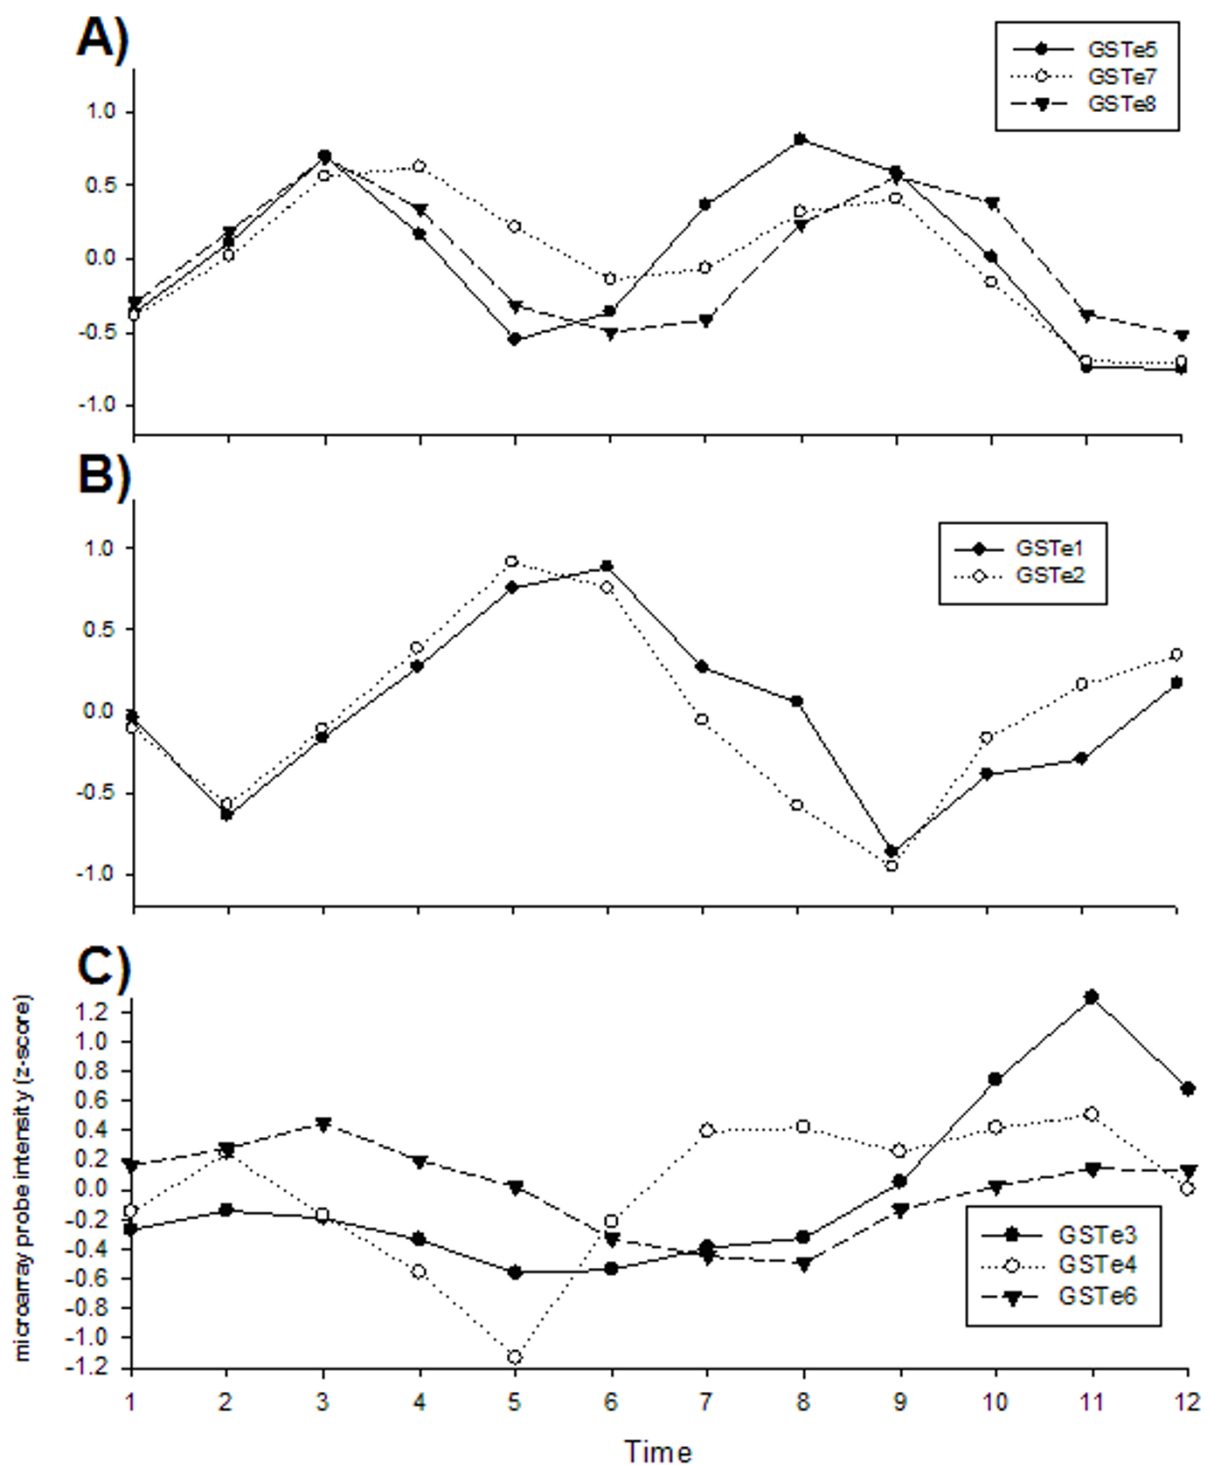 A)
GSTe5
GSTe7
GSTe8
1.0
0.5
0.0
-0.5
-1.0
B)
GSTe1
GSTe2
1.0
0.5
0.0
-0.5
-1.0
C)
microarray probe intensity (z-score)
1.2
1.0
0.8
0.6
0.4
0.2
0.0
-0.2
-0.4
-0.6
-0.8
-1.0
-1.2
GSTe3
GSTe4
GSTe6
1 2 3 4 5 6 7 8 9 10 11 12
Time